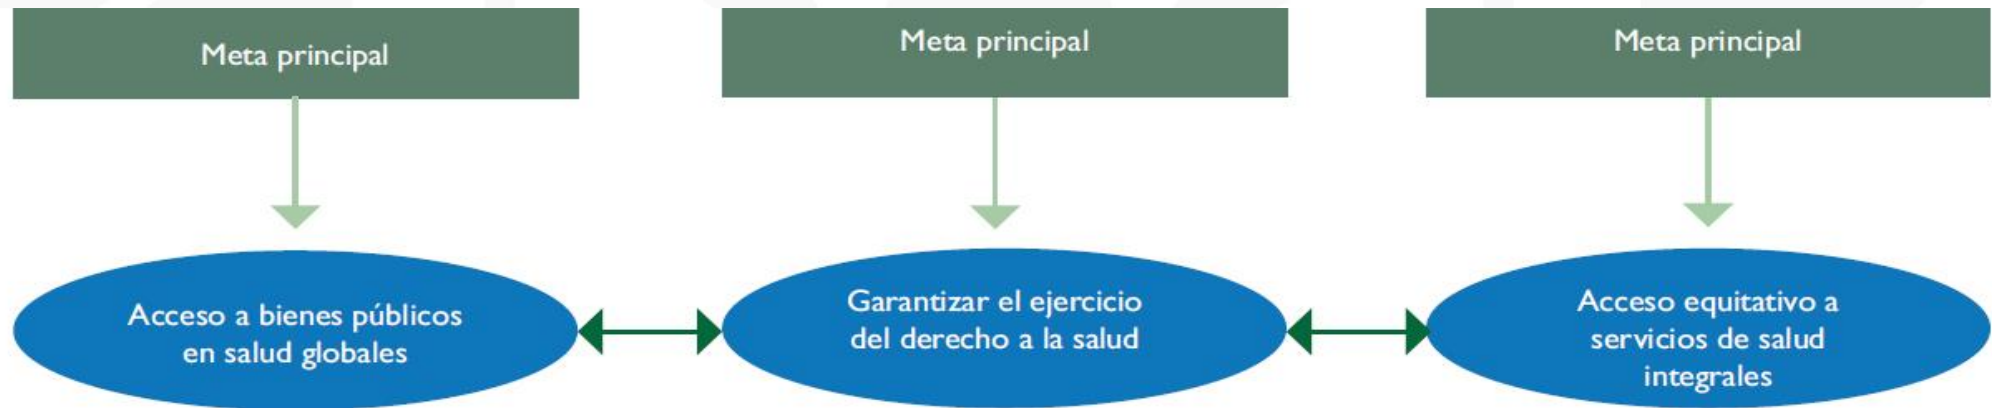 Meta principal
Meta principal
Meta principal
Acceso a bienes públicos
en salud globales
Garantizar el ejercicio
del derecho a la salud
Acceso equitativo a
servicios de salud
integrales